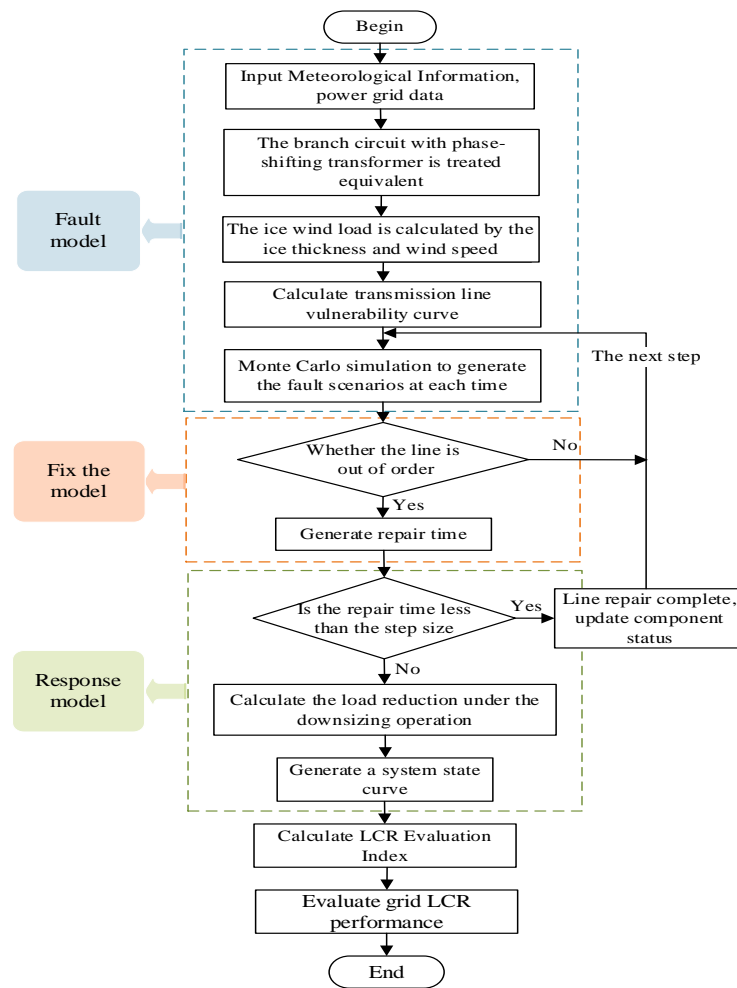 Begin
Input Meteorological Information,
power grid data
The branch circuit with phase-
shifting transformer is treated
equivalent
Fault
model
The ice wind load is calculated by the
ice thickness and wind speed
Calculate transmission line
vulnerability curve
The next step
Monte Carlo simulation to generate
the fault scenarios at each time
Whether the line is
out of order
No
Fix the
model
Yes
Generate repair time
Is the repair time less
than the step size
Yes
Line repair complete,
update component
status
No
Response
model
Calculate the load reduction under the
downsizing operation
Generate a system state
curve
Calculate LCR Evaluation
Index
Evaluate grid LCR
performance
End